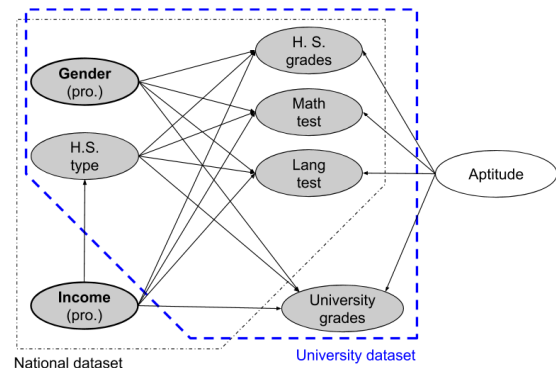 H. S.
grades
Gender
(pro.)
Math
test
H.S.
type
Lang
test
Aptitude
Income
(pro.)
University
grades
University dataset
National dataset